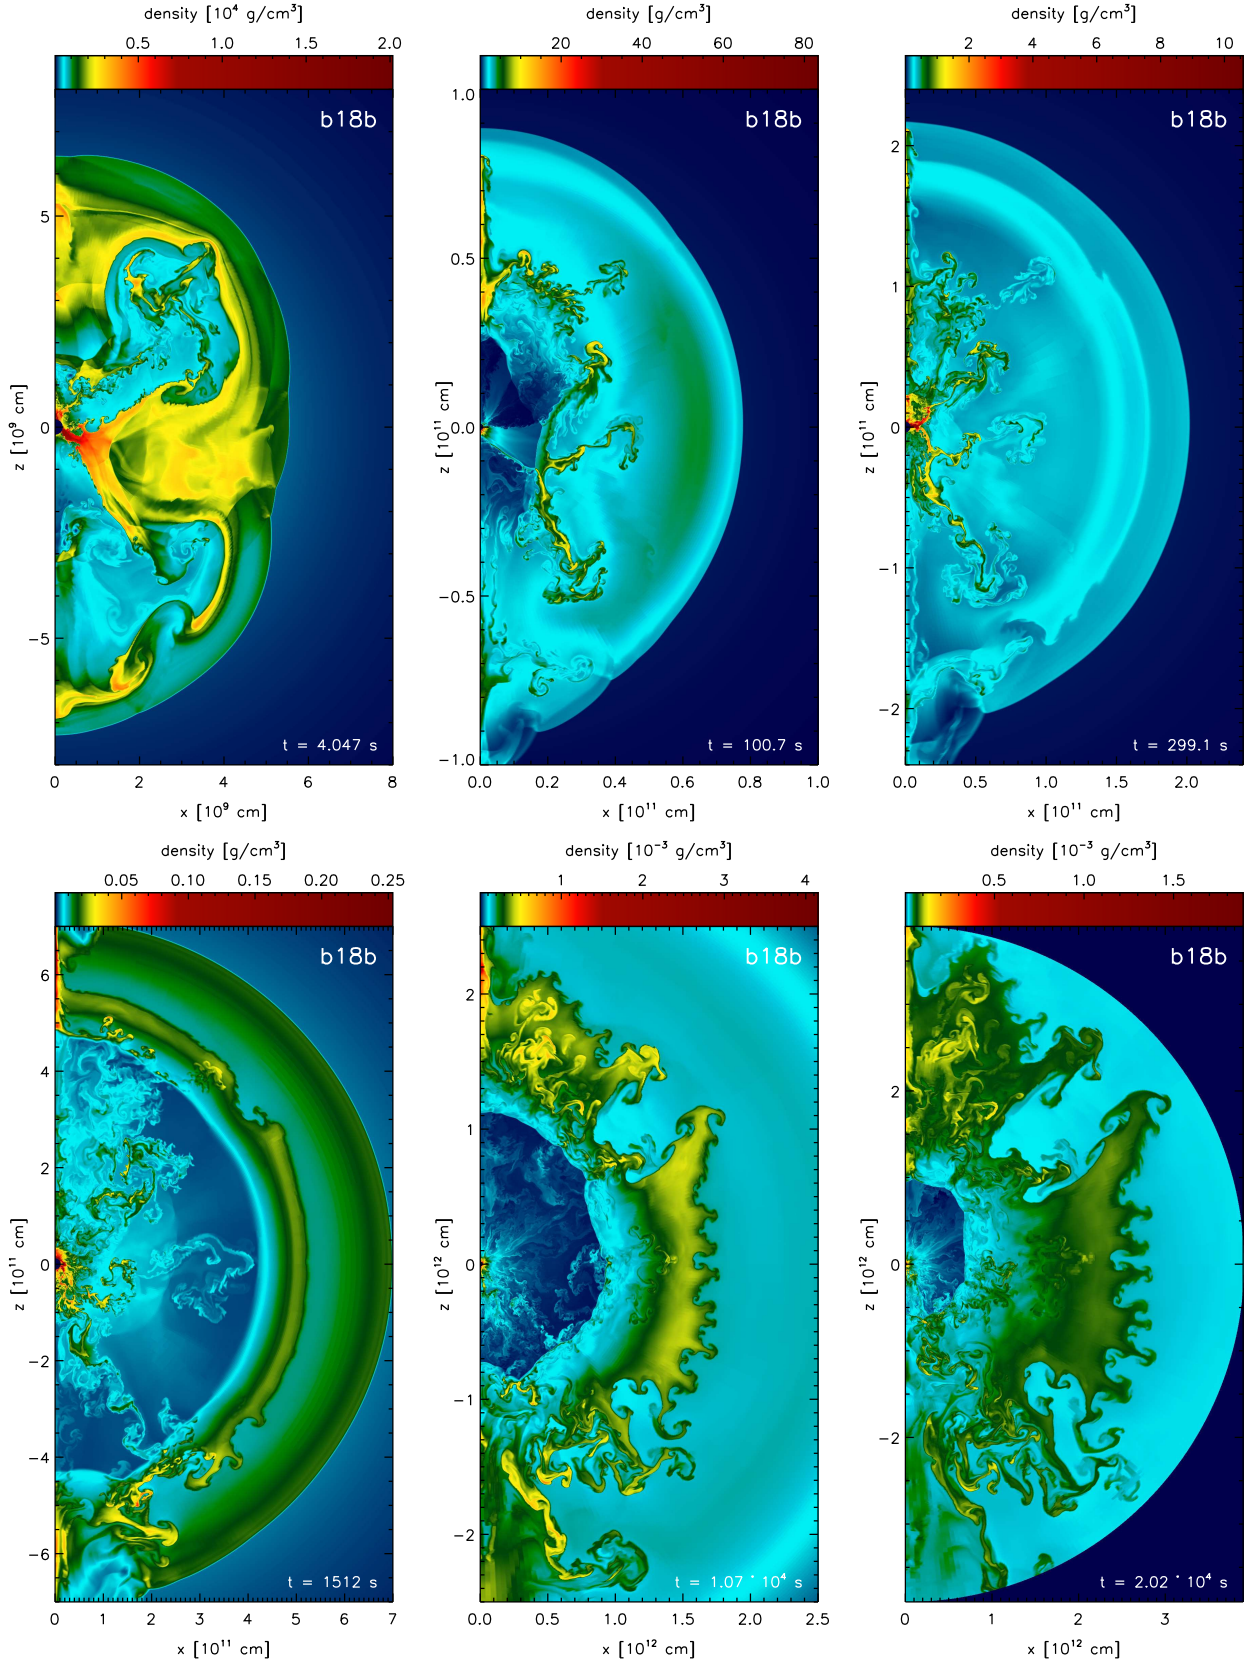 density [10⁴ g/cm³]
0.5 1.0 1.5 2.0
b18b
5
0
−5
z [10⁹ cm]
t = 4.047 s
0 2 4 6 8
x [10⁹ cm]
density [g/cm³]
20 40 60 80
b18b
1.0
0.5
0.0
−0.5
−1.0
z [10¹¹ cm]
t = 100.7 s
0.0 0.2 0.4 0.6 0.8 1.0
x [10¹¹ cm]
density [g/cm³]
2 4 6 8 10
b18b
2
1
0
−1
−2
z [10¹¹ cm]
t = 299.1 s
0.0 0.5 1.0 1.5 2.0
x [10¹¹ cm]
density [g/cm³]
0.05 0.10 0.15 0.20 0.25
b18b
6
4
2
0
−2
−4
−6
z [10¹¹ cm]
t = 1512 s
0 1 2 3 4 5 6 7
x [10¹¹ cm]
density [10⁻³ g/cm³]
1 2 3 4
b18b
2
1
0
−1
−2
z [10¹² cm]
t = 1.07 * 10⁴ s
0.0 0.5 1.0 1.5 2.0 2.5
x [10¹² cm]
density [10⁻³ g/cm³]
0.5 1.0 1.5
b18b
2
0
−2
z [10¹² cm]
t = 2.02 * 10⁴ s
0 1 2 3
x [10¹² cm]